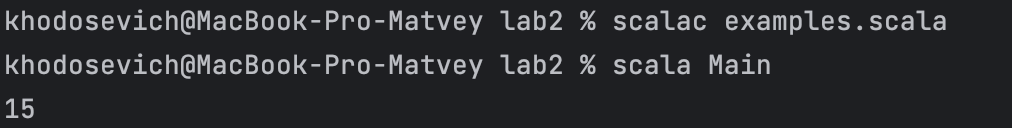 khodosevich@MacBook-Pro-Matvey lab2 % scalac examples.scala
khodosevich@MacBook-Pro-Matvey lab2 % scala Main
15